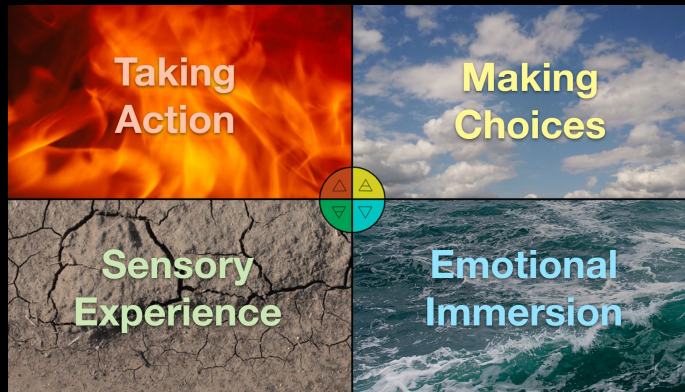 Taking
Action
Making
Choices
Sensory
Experience
Emotional
Immersion